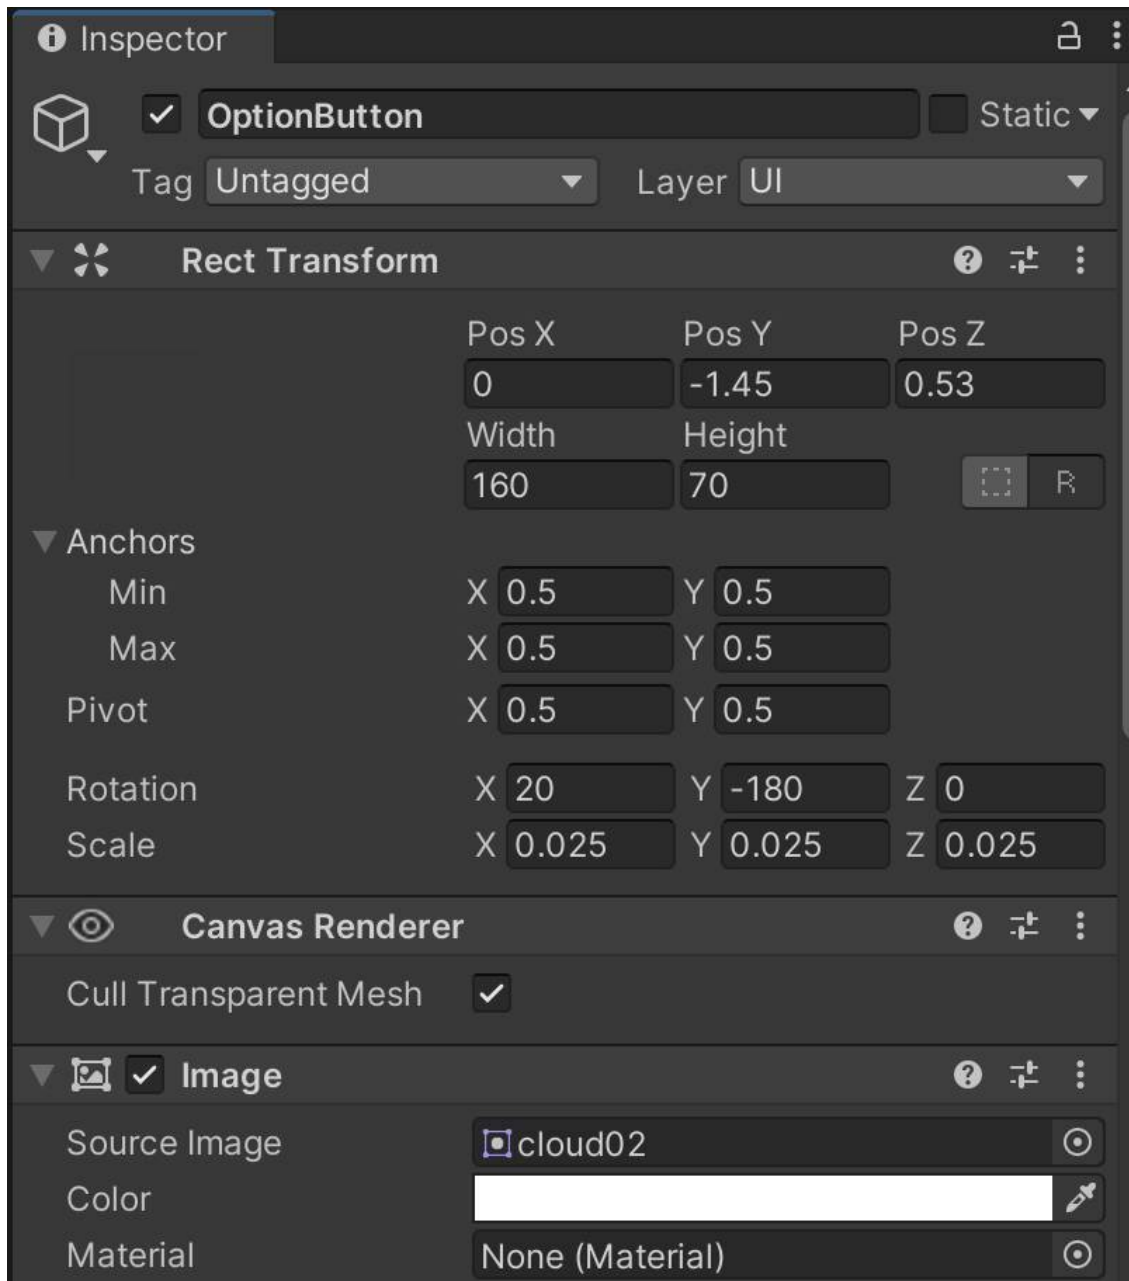 Inspector
OptionButton Static
Tag Untagged Layer UI
Rect Transform
Pos X Pos Y Pos Z
0 -1.45 0.53
Width Height
160 70 R
Anchors
Min X 0.5 Y 0.5
Max X 0.5 Y 0.5
Pivot X 0.5 Y 0.5
Rotation X 20 Y -180 Z 0
Scale X 0.025 Y 0.025 Z 0.025
Canvas Renderer
Cull Transparent Mesh
Image
Source Image cloud02
Color
Material None (Material)